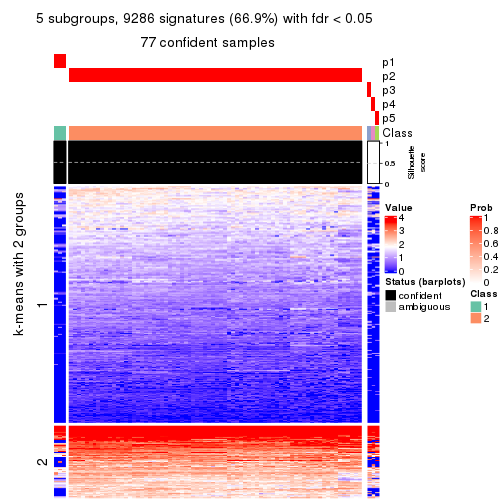 5 subgroups, 9286 signatures (66.9%) with fdr < 0.05
77 confident samples
p1
p2
p3
p4
p5
Class
1
0.5
0
Silhouette
score
k-means with 2 groups
1
2
Value
4
3
2
1
0
Prob
1
0.8
0.6
0.4
0.2
0
Status (barplots)
confident
ambiguous
Class
1
2